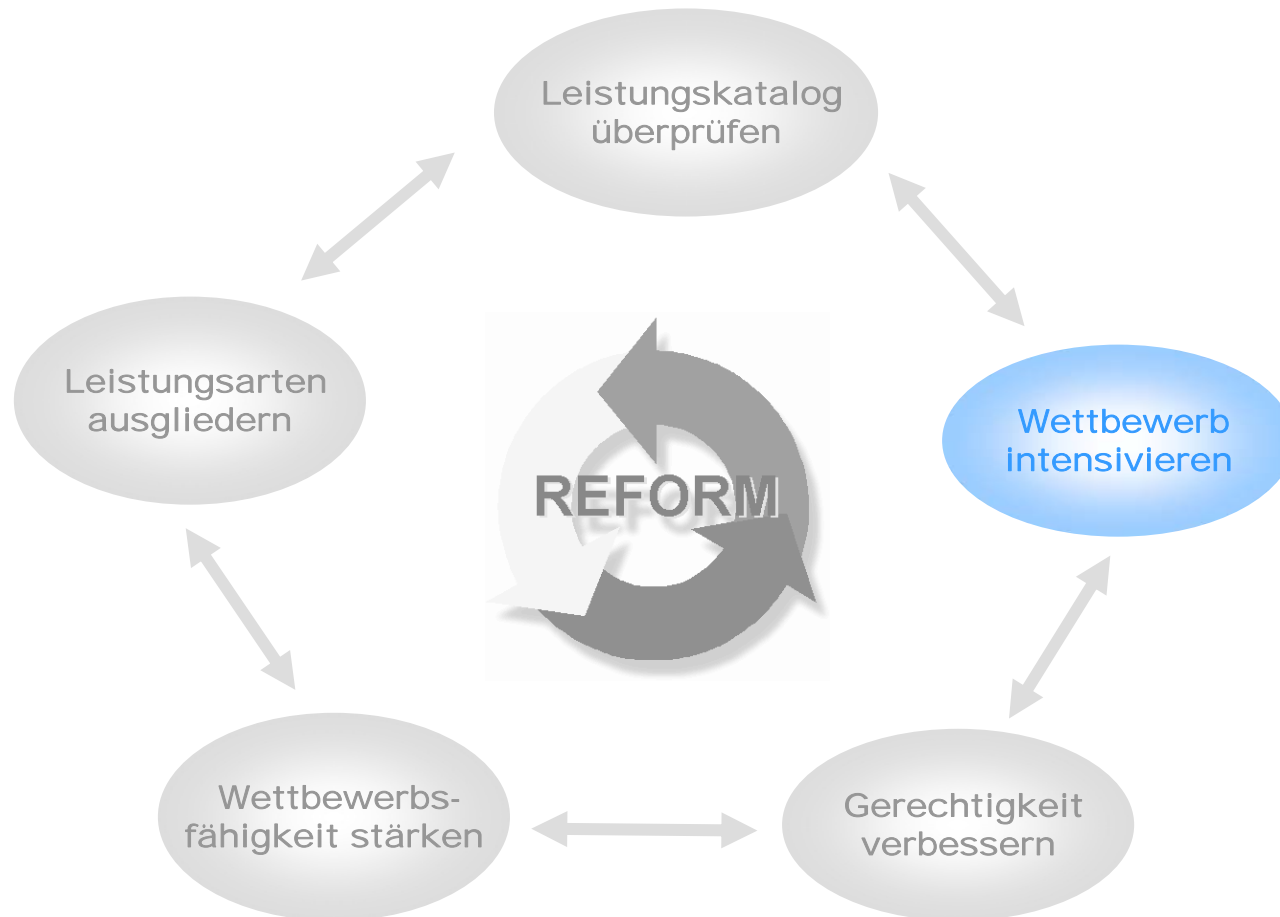 Leistungskatalog
überprüfen
Leistungsarten
ausgliedern
Wettbewerb
intensivieren
REFORM
Wettbewerbs-
fähigkeit stärken
Gerechtigkeit
verbessern